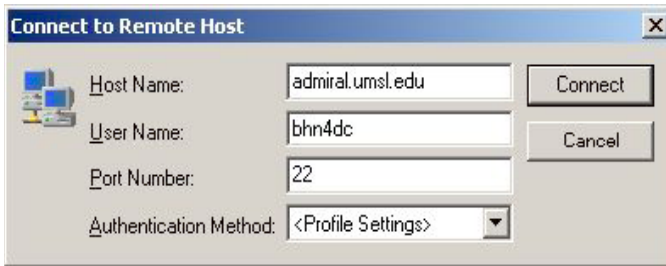 Connect to Remote Host
Host Name: admiral.umsl.edu Connect
User Name: bhn4dc Cancel
Port Number: 22
Authentication Method: <Profile Settings>